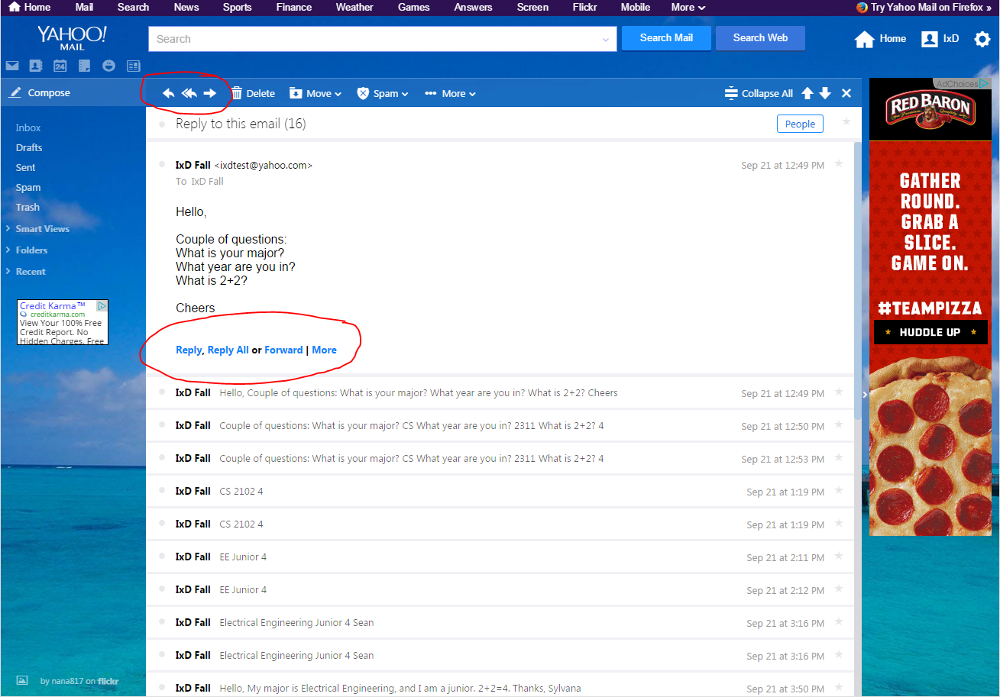 Home Mail Search News Sports Finance Weather Games Answers Screen Flickr Mobile More Try Yahoo Mail on Firefox »
YAHOO!
MAIL
Search
Search Mail
Search Web
Home
IxD
24
Compose
Delete Move Spam More Collapse All
Inbox
Drafts
Sent
Spam
Trash
Smart Views
Folders
Recent
Credit Karma™
creditkarma.com
View Your 100% Free
Credit Report. No
Hidden Charges. Free
by nana817 on flickr
Reply to this email (16)
People
IxD Fall <ixdtest@yahoo.com> Sep 21 at 12:49 PM
To IxD Fall
Hello,
Couple of questions:
What is your major?
What year are you in?
What is 2+2?
Cheers
Reply, Reply All or Forward | More
IxD Fall Hello, Couple of questions: What is your major? What year are you in? What is 2+2? Cheers Sep 21 at 12:49 PM
IxD Fall Couple of questions: What is your major? CS What year are you in? 2311 What is 2+2? 4 Sep 21 at 12:50 PM
IxD Fall Couple of questions: What is your major? CS What year are you in? 2311 What is 2+2? 4 Sep 21 at 12:53 PM
IxD Fall CS 2102 4 Sep 21 at 1:19 PM
IxD Fall CS 2102 4 Sep 21 at 1:19 PM
IxD Fall EE Junior 4 Sep 21 at 2:11 PM
IxD Fall EE Junior 4 Sep 21 at 2:12 PM
IxD Fall Electrical Engineering Junior 4 Sean Sep 21 at 3:16 PM
IxD Fall Electrical Engineering Junior 4 Sean Sep 21 at 3:16 PM
IxD Fall Hello, My major is Electrical Engineering, and I am a junior. 2+2=4. Thanks, Sylvana Sep 21 at 3:50 PM
AdChoices
RED BARON
GATHER
ROUND.
GRAB A
SLICE.
GAME ON.
#TEAMPIZZA
HUDDLE UP